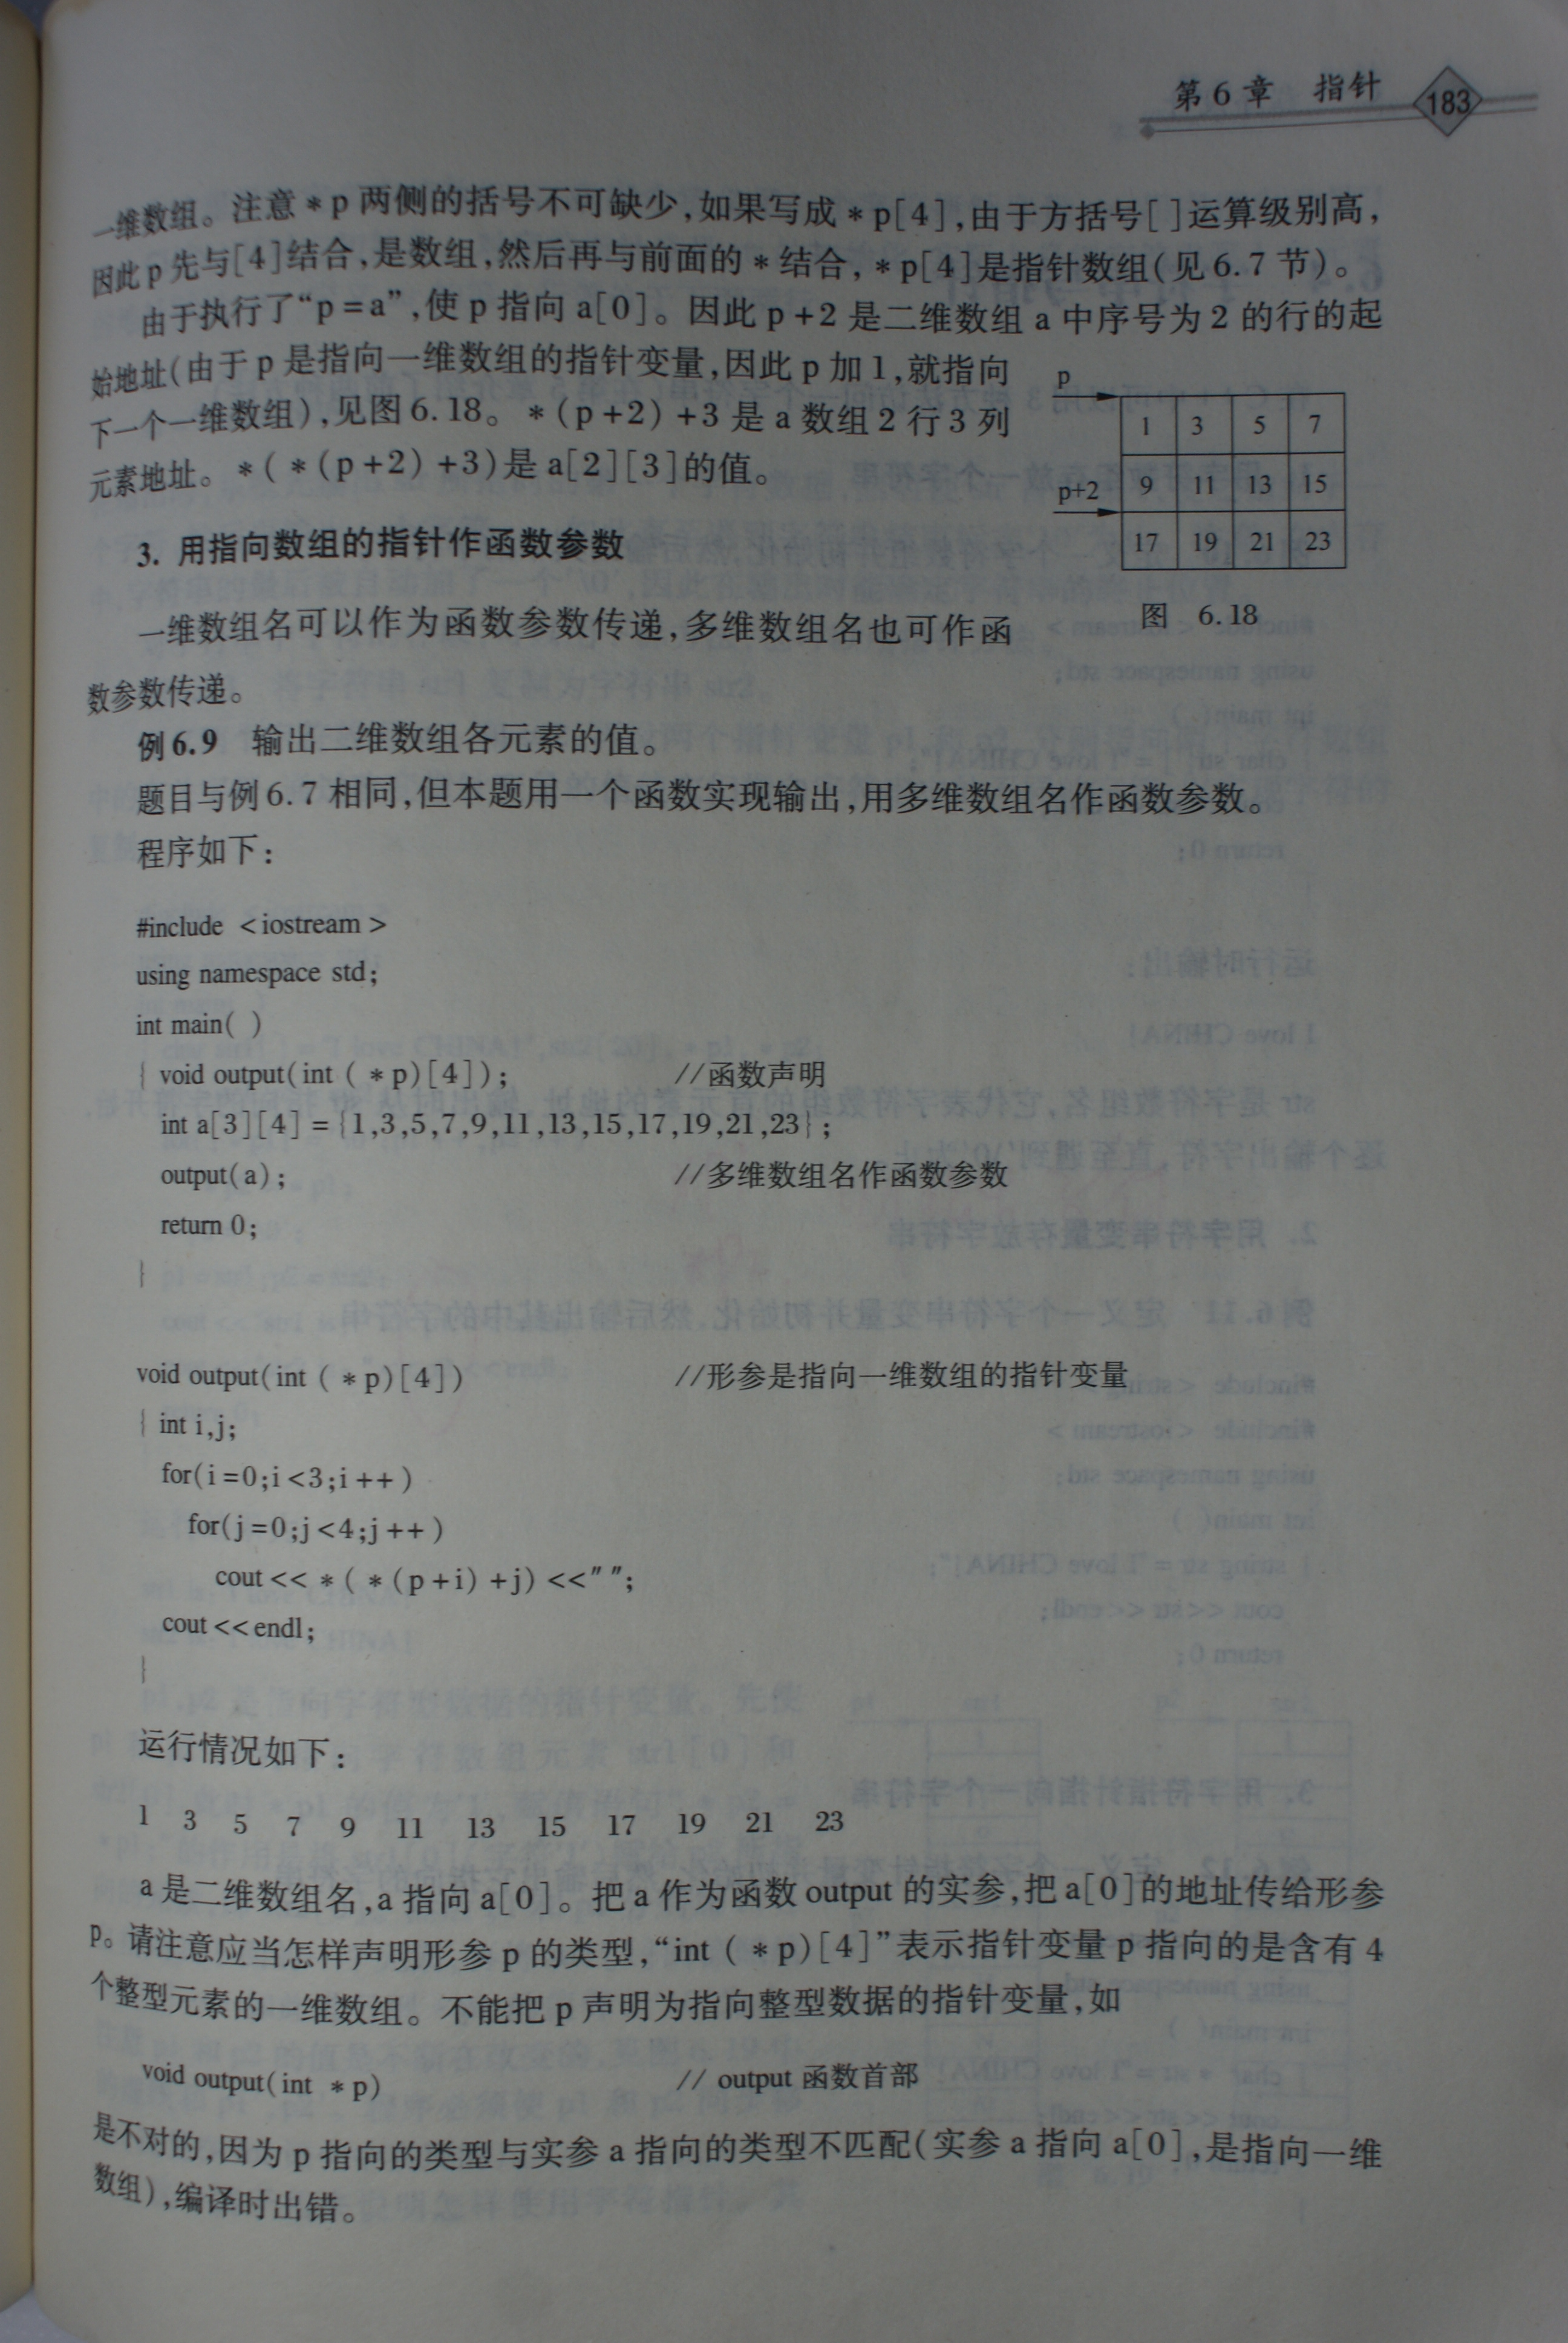 第 6 章 指针 183
一维数组。注意 * p 两侧的括号不可缺少,如果写成 * p[4],由于方括号[ ]运算级别高,
因此 p 先与[4]结合,是数组,然后再与前面的 * 结合, * p[4]是指针数组(见 6.7 节)。
由于执行了“p = a”,使 p 指向 a[0]。因此 p + 2 是二维数组 a 中序号为 2 的行的起
始地址(由于 p 是指向一维数组的指针变量,因此 p 加 1,就指向
下一个一维数组),见图 6.18。 * (p + 2) + 3 是 a 数组 2 行 3 列
元素地址。 * ( * (p + 2) + 3)是 a[2][3]的值。
p
1 3 5 7
p+2 9 11 13 15
17 19 21 23
图 6.18
3. 用指向数组的指针作函数参数
一维数组名可以作为函数参数传递,多维数组名也可作函
数参数传递。
例 6.9 输出二维数组各元素的值。
题目与例 6.7 相同,但本题用一个函数实现输出,用多维数组名作函数参数。
程序如下:
#include <iostream>
using namespace std;
int main( )
{ void output(int ( * p)[4]); //函数声明
int a[3][4] = {1,3,5,7,9,11,13,15,17,19,21,23};
output(a); //多维数组名作函数参数
return 0;
}
void output(int ( * p)[4]) //形参是指向一维数组的指针变量
{ int i,j;
for(i =0;i <3;i ++ )
for(j =0;j <4;j ++ )
cout << * ( * (p + i) + j) <<" ";
cout << endl;
}
运行情况如下:
1 3 5 7 9 11 13 15 17 19 21 23
a 是二维数组名,a 指向 a[0]。把 a 作为函数 output 的实参,把 a[0]的地址传给形参
p。请注意应当怎样声明形参 p 的类型,“int ( * p)[4]”表示指针变量 p 指向的是含有 4
个整型元素的一维数组。不能把 p 声明为指向整型数据的指针变量,如
void output(int * p) // output 函数首部
是不对的,因为 p 指向的类型与实参 a 指向的类型不匹配(实参 a 指向 a[0],是指向一维
数组),编译时出错。